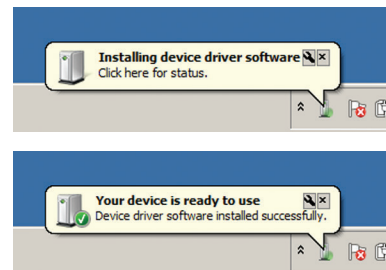 Installing device driver software
Click here for status.
Your device is ready to use
Device driver software installed successfully.